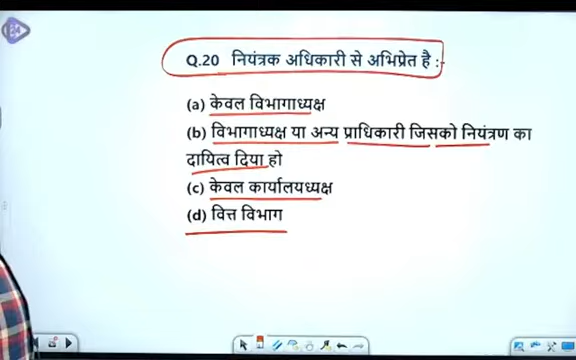 Q.20 नियंत्रक अधिकारी से अभिप्रेत है :-
(a) केवल विभागाध्यक्ष
(b) विभागाध्यक्ष या अन्य प्राधिकारी जिसको नियंत्रण का
दायित्व दिया हो
(c) केवल कार्यालयध्यक्ष
(d) वित्त विभाग